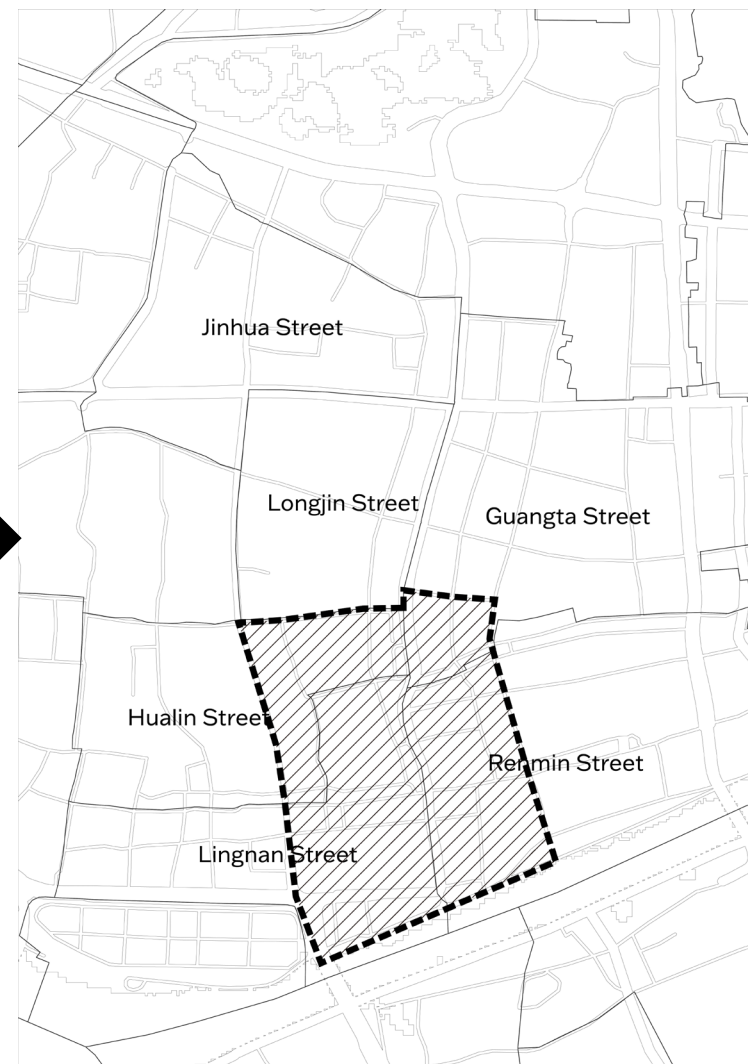 Jinhua Street
Longjin Street
Guangta Street
Hualin Street
Renmin Street
Lingnan Street